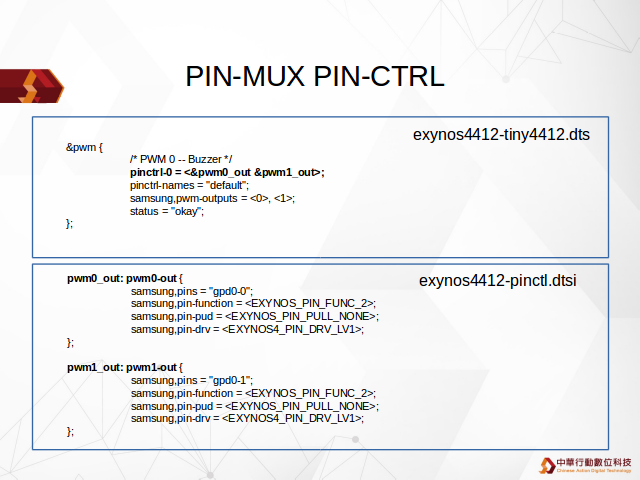 PIN-MUX PIN-CTRL
exynos4412-tiny4412.dts
&pwm {
/* PWM 0 -- Buzzer */
pinctrl-0 = <&pwm0_out &pwm1_out>;
pinctrl-names = "default";
samsung,pwm-outputs = <0>, <1>;
status = "okay";
};
exynos4412-pinctl.dtsi
pwm0_out: pwm0-out {
samsung,pins = "gpd0-0";
samsung,pin-function = <EXYNOS_PIN_FUNC_2>;
samsung,pin-pud = <EXYNOS_PIN_PULL_NONE>;
samsung,pin-drv = <EXYNOS4_PIN_DRV_LV1>;
};
pwm1_out: pwm1-out {
samsung,pins = "gpd0-1";
samsung,pin-function = <EXYNOS_PIN_FUNC_2>;
samsung,pin-pud = <EXYNOS_PIN_PULL_NONE>;
samsung,pin-drv = <EXYNOS4_PIN_DRV_LV1>;
};
中華行動數位科技
Chinese Action Digital Technology